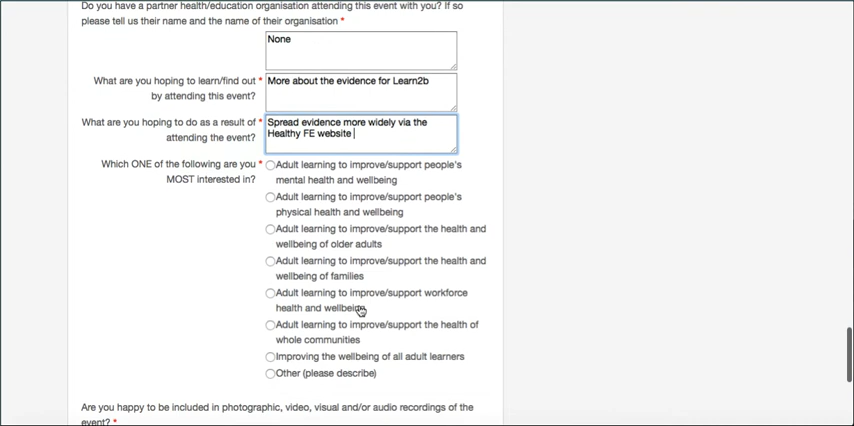 Do you have a partner health/education organisation attending this event with you? If so
please tell us their name and the name of their organisation *
None
What are you hoping to learn/find out *
by attending this event?
More about the evidence for Learn2b
What are you hoping to do as a result of *
attending the event?
Spread evidence more widely via the
Healthy FE website
Which ONE of the following are you *
MOST interested in?
Adult learning to improve/support people's
mental health and wellbeing
Adult learning to improve/support people's
physical health and wellbeing
Adult learning to improve/support the health and
wellbeing of older adults
Adult learning to improve/support the health and
wellbeing of families
Adult learning to improve/support workforce
health and wellbeing
Adult learning to improve/support the health of
whole communities
Improving the wellbeing of all adult learners
Other (please describe)
Are you happy to be included in photographic, video, visual and/or audio recordings of the
event? *